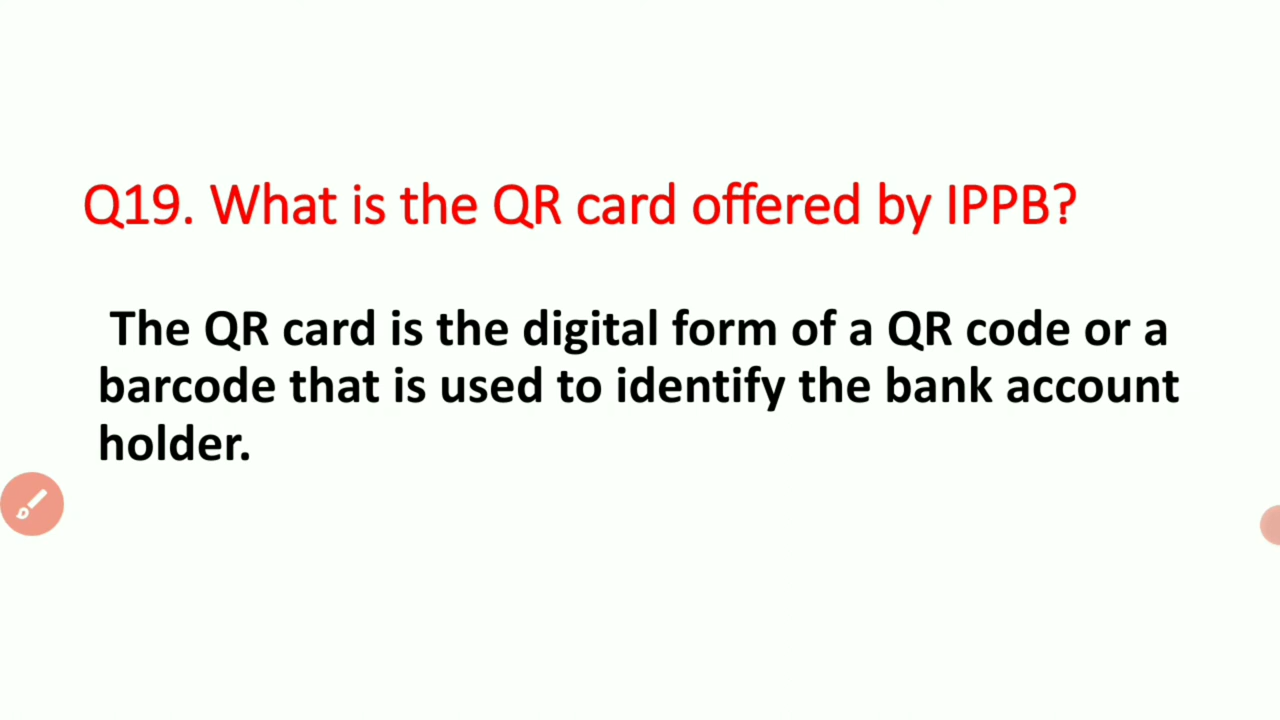 Q19. What is the QR card offered by IPPB?
The QR card is the digital form of a QR code or a
barcode that is used to identify the bank account
holder.